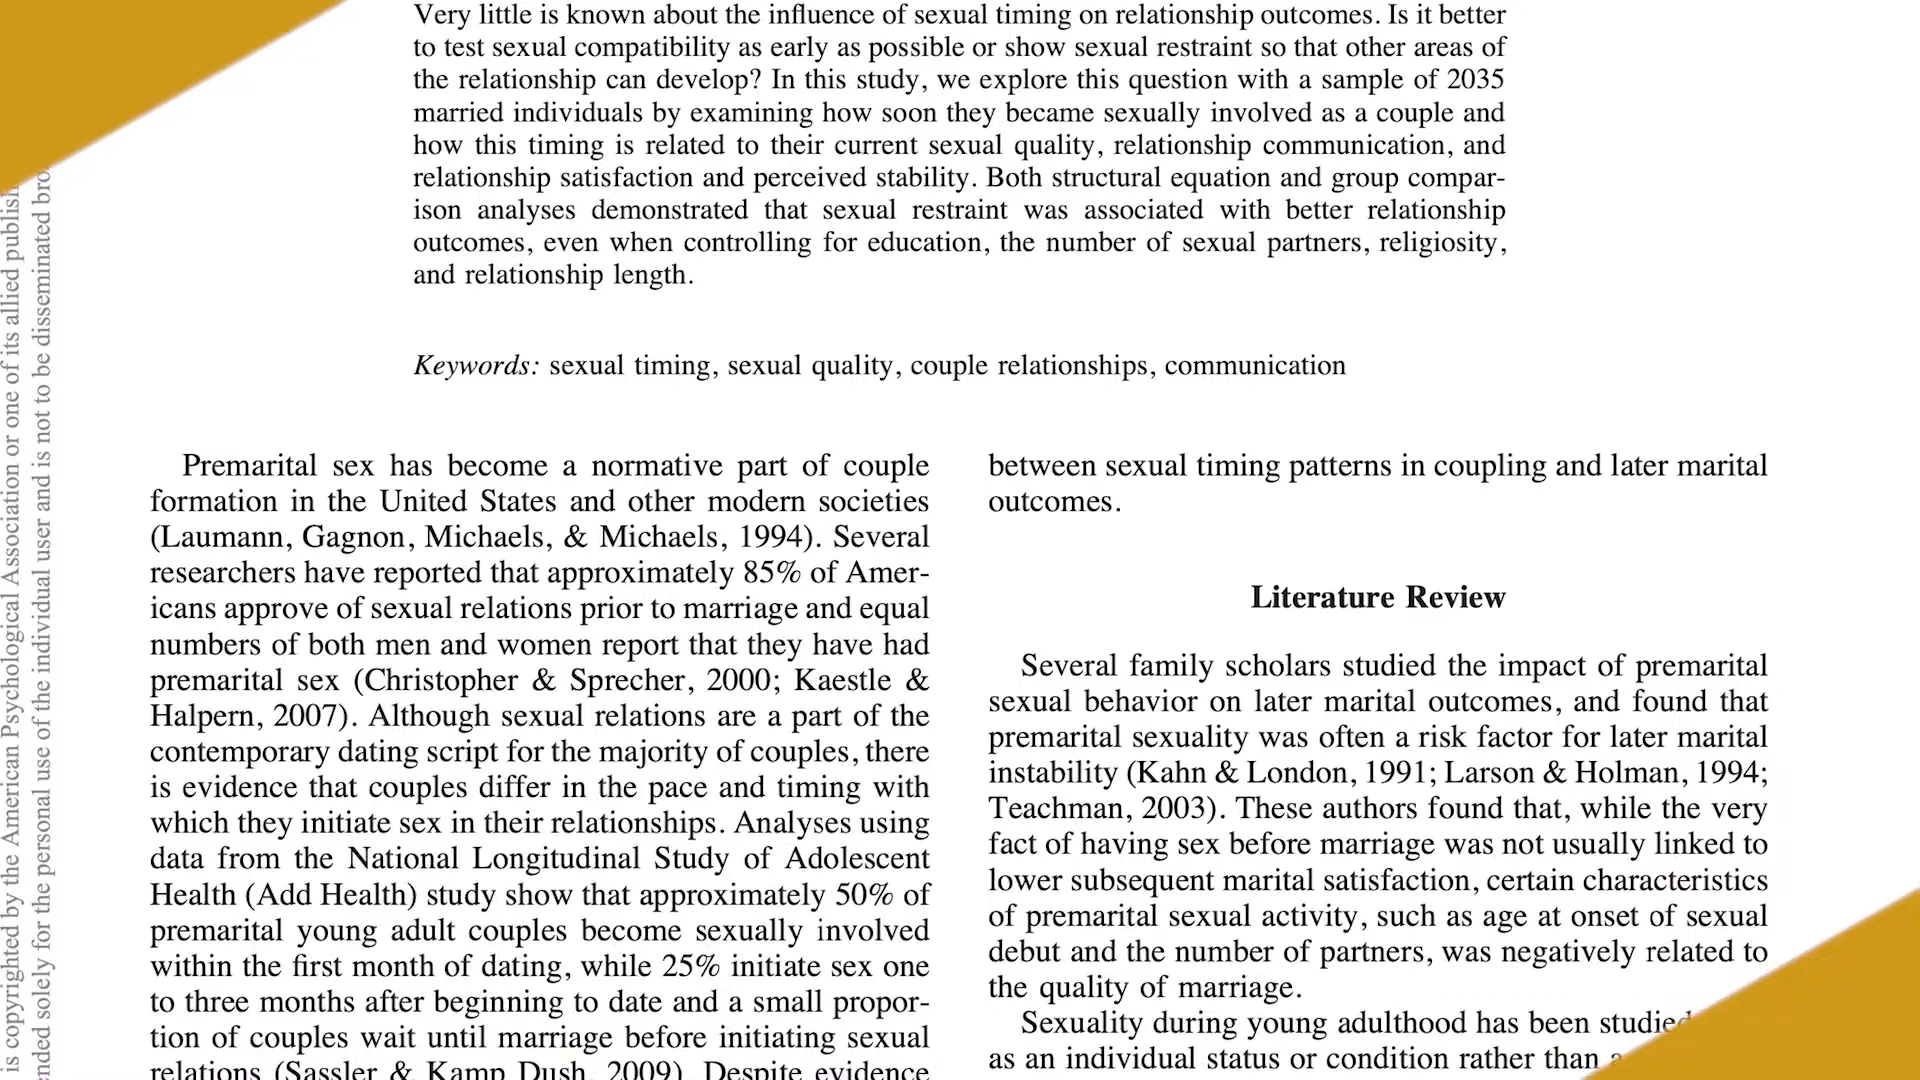 Very little is known about the influence of sexual timing on relationship outcomes. Is it better
to test sexual compatibility as early as possible or show sexual restraint so that other areas of
the relationship can develop? In this study, we explore this question with a sample of 2035
married individuals by examining how soon they became sexually involved as a couple and
how this timing is related to their current sexual quality, relationship communication, and
relationship satisfaction and perceived stability. Both structural equation and group compar-
ison analyses demonstrated that sexual restraint was associated with better relationship
outcomes, even when controlling for education, the number of sexual partners, religiosity,
and relationship length.
Keywords: sexual timing, sexual quality, couple relationships, communication
Premarital sex has become a normative part of couple
formation in the United States and other modern societies
(Laumann, Gagnon, Michaels, & Michaels, 1994). Several
researchers have reported that approximately 85% of Amer-
icans approve of sexual relations prior to marriage and equal
numbers of both men and women report that they have had
premarital sex (Christopher & Sprecher, 2000; Kaestle &
Halpern, 2007). Although sexual relations are a part of the
contemporary dating script for the majority of couples, there
is evidence that couples differ in the pace and timing with
which they initiate sex in their relationships. Analyses using
data from the National Longitudinal Study of Adolescent
Health (Add Health) study show that approximately 50% of
premarital young adult couples become sexually involved
within the first month of dating, while 25% initiate sex one
to three months after beginning to date and a small propor-
tion of couples wait until marriage before initiating sexual
relations (Sassler & Kamp Dush, 2009). Despite evidence
between sexual timing patterns in coupling and later marital
outcomes.
Literature Review
Several family scholars studied the impact of premarital
sexual behavior on later marital outcomes, and found that
premarital sexuality was often a risk factor for later marital
instability (Kahn & London, 1991; Larson & Holman, 1994;
Teachman, 2003). These authors found that, while the very
fact of having sex before marriage was not usually linked to
lower subsequent marital satisfaction, certain characteristics
of premarital sexual activity, such as age at onset of sexual
debut and the number of partners, was negatively related to
the quality of marriage.
Sexuality during young adulthood has been studied
as an individual status or condition rather than
is copyrighted by the American Psychological Association or one of its allied
solely for the personal use of the individual user and is not to be disseminated